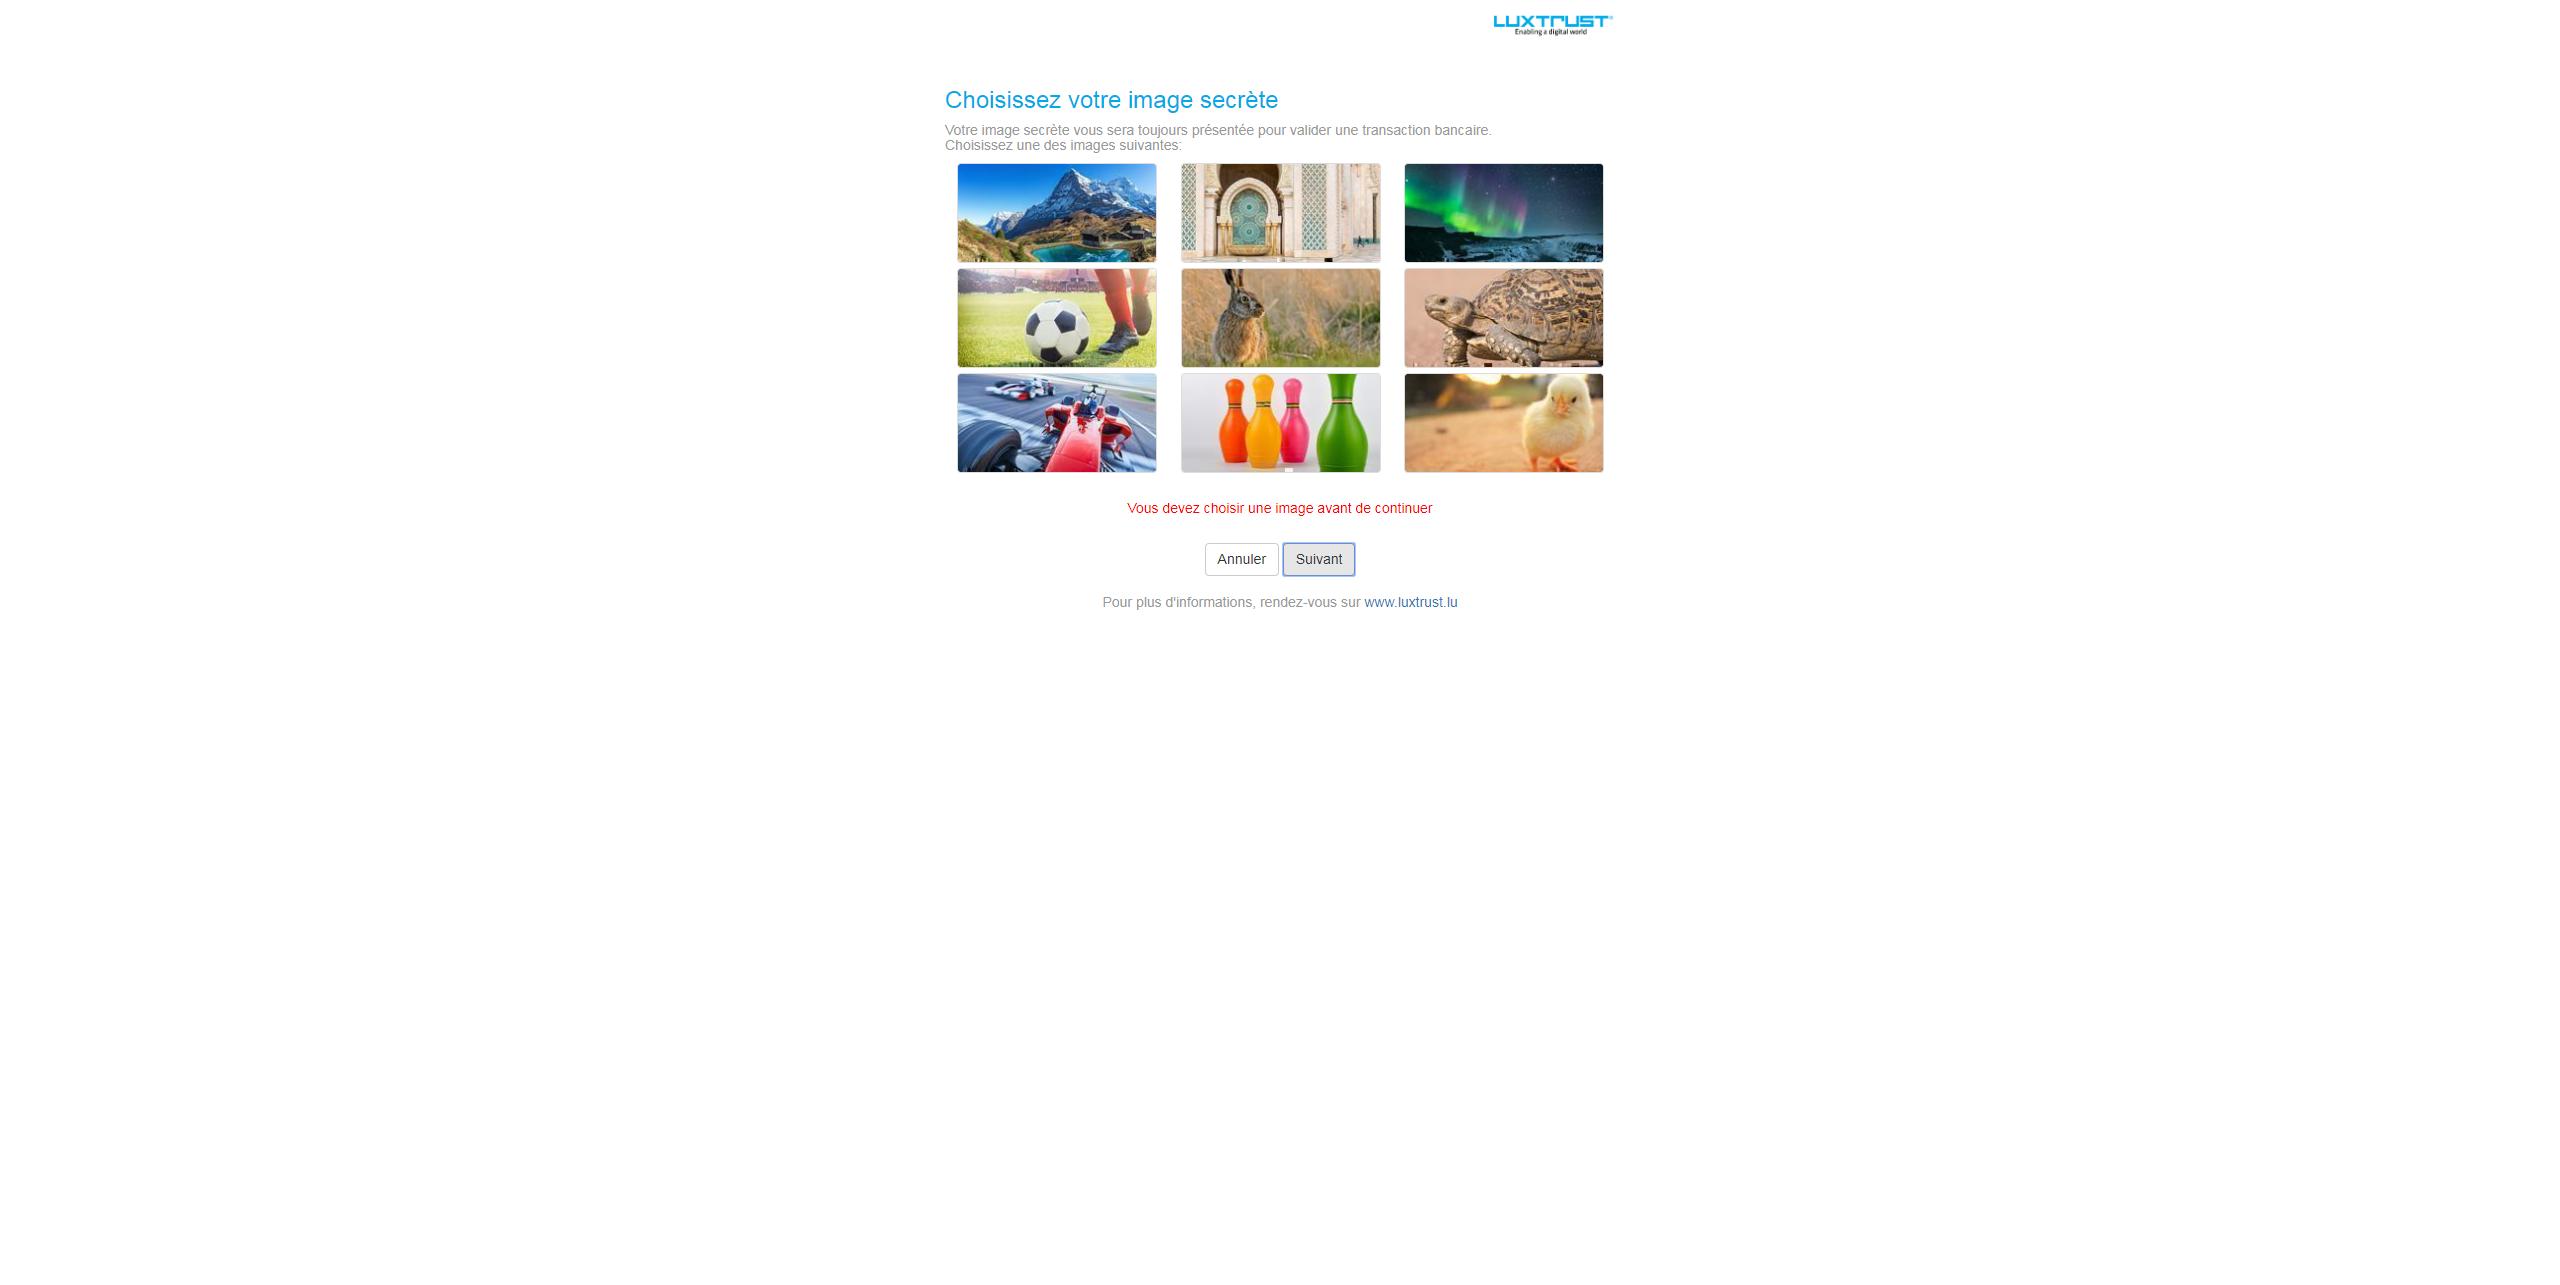 LUXTRUST
Enabling a digital world
Choisissez votre image secrète
Votre image secrète vous sera toujours présentée pour valider une transaction bancaire.
Choisissez une des images suivantes:
Vous devez choisir une image avant de continuer
Annuler Suivant
Pour plus d'informations, rendez-vous sur www.luxtrust.lu